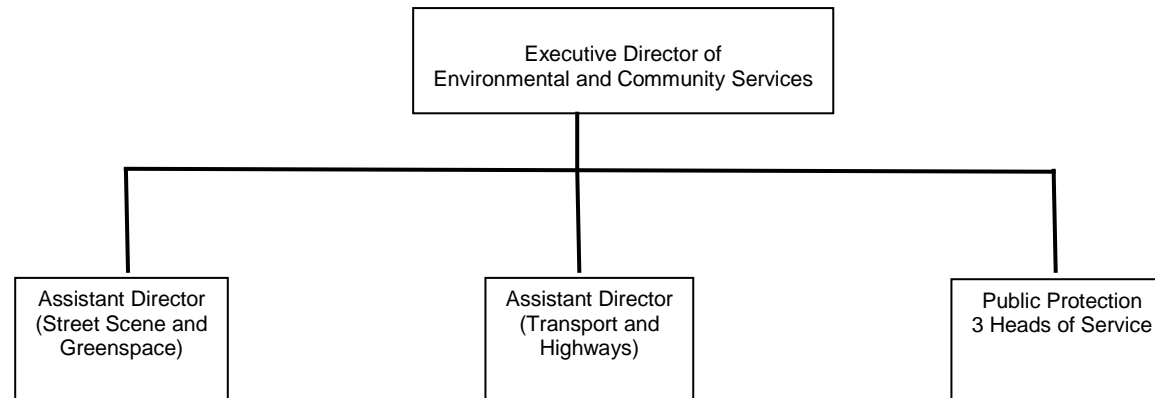 Executive Director of
Environmental and Community Services
Assistant Director
(Street Scene and
Greenspace)
Assistant Director
(Transport and
Highways)
Public Protection
3 Heads of Service